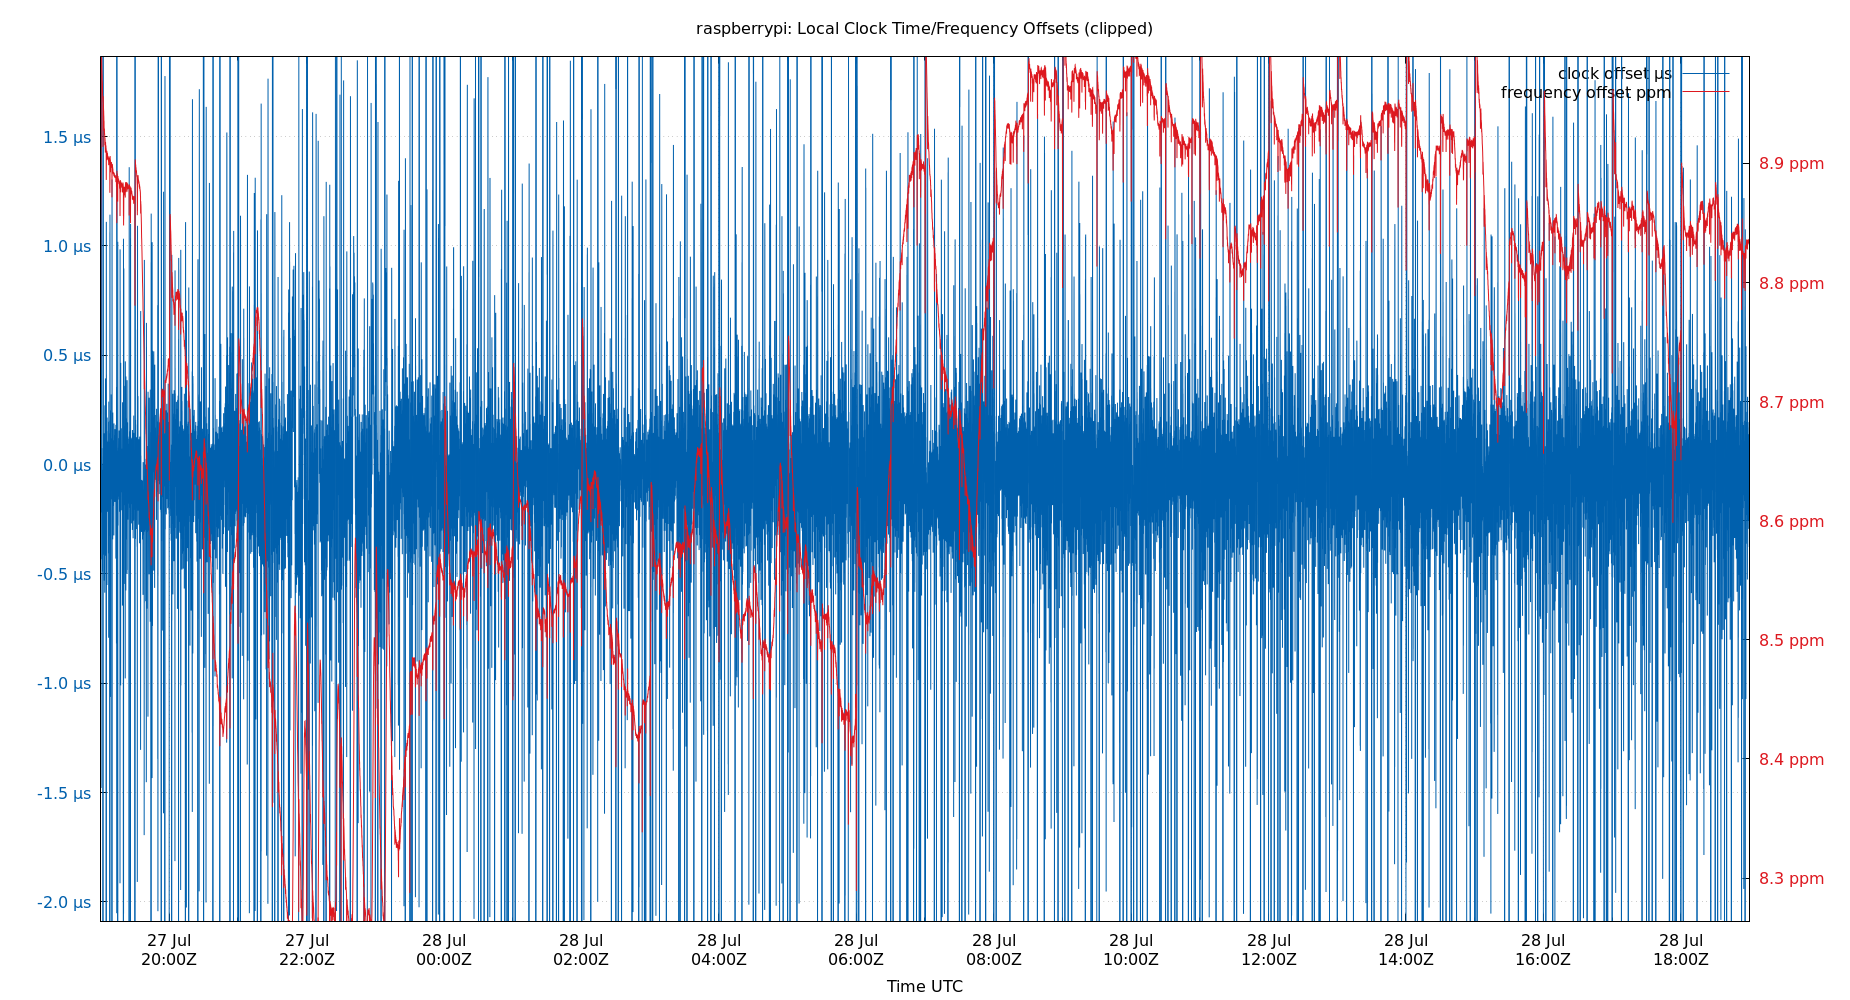 raspberrypi: Local Clock Time/Frequency Offsets (clipped)
clock offset µs
frequency offset ppm
1.5 µs
1.0 µs
0.5 µs
0.0 µs
-0.5 µs
-1.0 µs
-1.5 µs
-2.0 µs
8.9 ppm
8.8 ppm
8.7 ppm
8.6 ppm
8.5 ppm
8.4 ppm
8.3 ppm
27 Jul 27 Jul 28 Jul 28 Jul 28 Jul 28 Jul 28 Jul 28 Jul 28 Jul 28 Jul 28 Jul 28 Jul
20:00Z 22:00Z 00:00Z 02:00Z 04:00Z 06:00Z 08:00Z 10:00Z 12:00Z 14:00Z 16:00Z 18:00Z
Time UTC